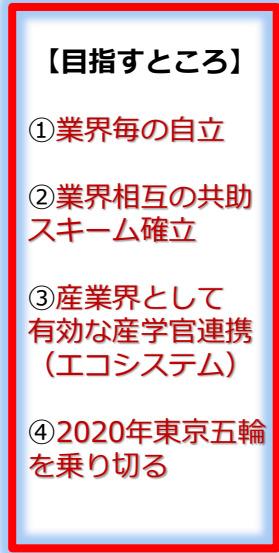 【目指すところ】
①業界毎の自立
②業界相互の共助
スキーム確立
③産業界として
有効な産学官連携
（エコシステム）
④2020年東京五輪
を乗り切る